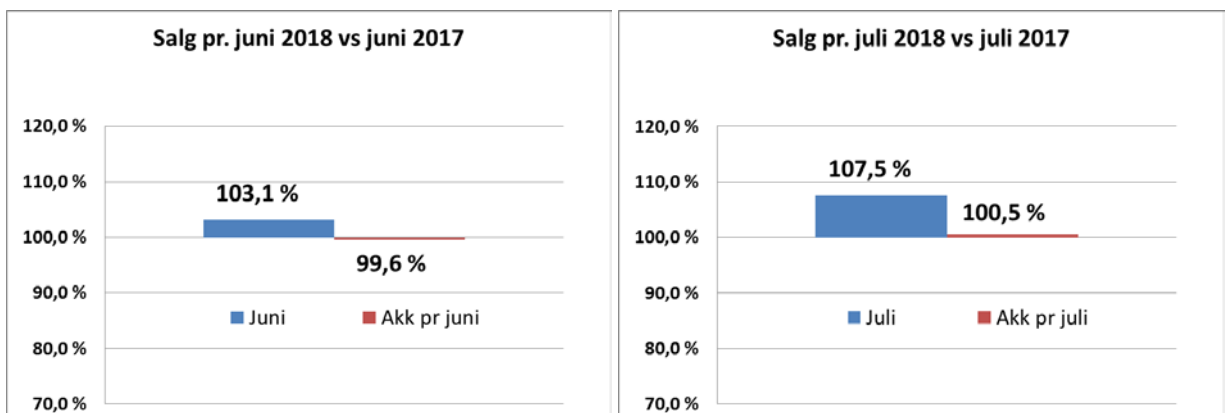 Salg pr. juni 2018 vs juni 2017
120,0 %
110,0 %
100,0 %
90,0 %
80,0 %
70,0 %
103,1 %
99,6 %
Juni
Akk pr juni
Salg pr. juli 2018 vs juli 2017
120,0 %
110,0 %
100,0 %
90,0 %
80,0 %
70,0 %
107,5 %
100,5 %
Juli
Akk pr juli